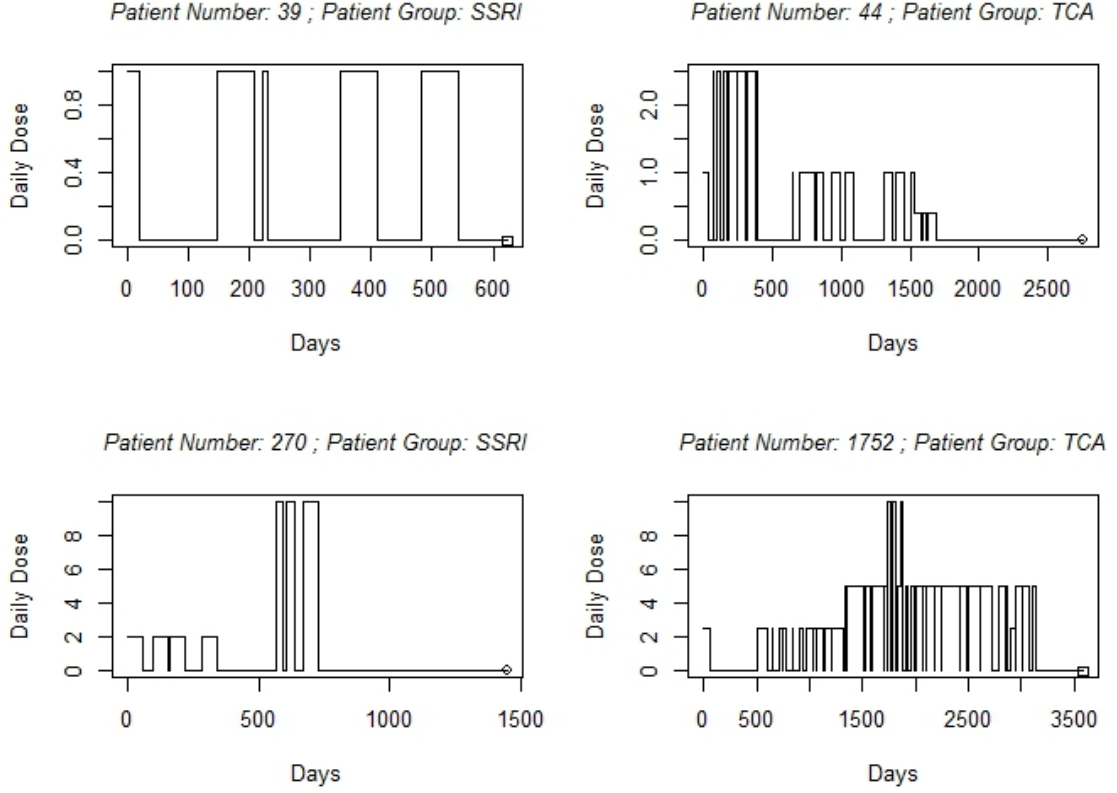 Patient Number: 39 ; Patient Group: SSRI
Daily Dose
0.0 0.4 0.8
0 100 200 300 400 500 600
Days
Patient Number: 44 ; Patient Group: TCA
Daily Dose
0.0 1.0 2.0
0 500 1000 1500 2000 2500
Days
Patient Number: 270 ; Patient Group: SSRI
Daily Dose
0 2 4 6 8
0 500 1000 1500
Days
Patient Number: 1752 ; Patient Group: TCA
Daily Dose
0 2 4 6 8
0 500 1500 2500 3500
Days